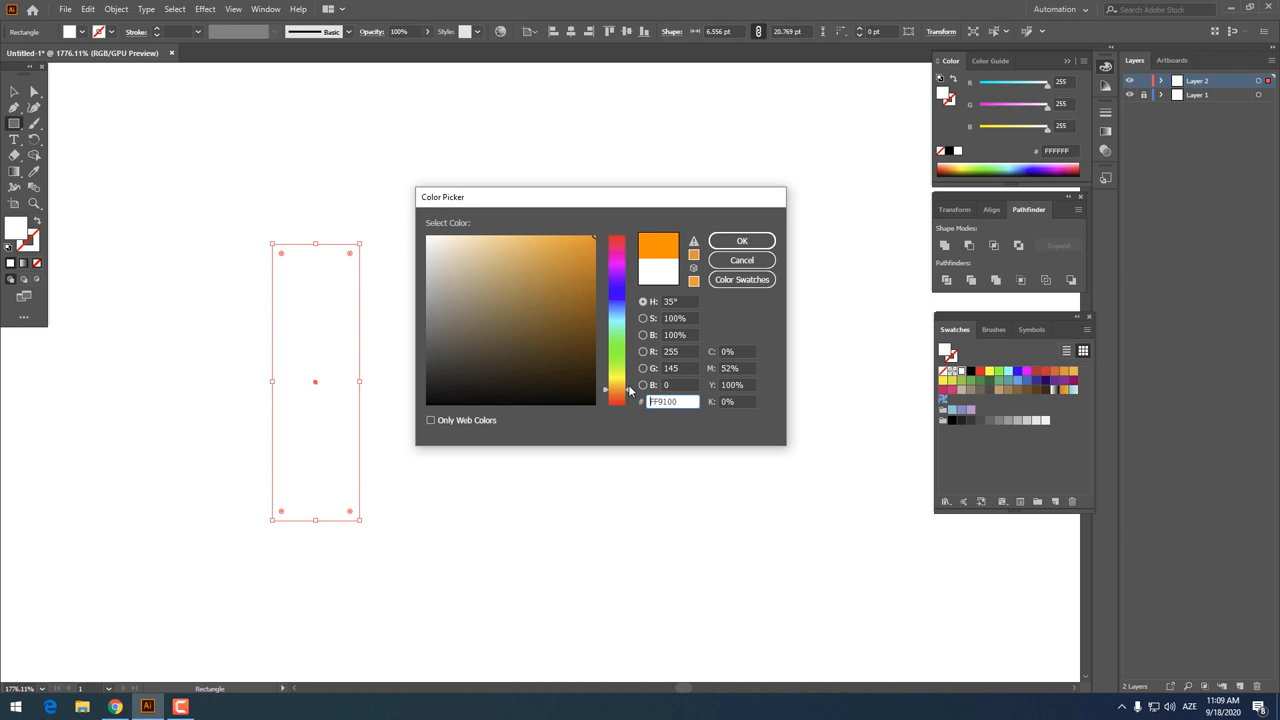 Ai File Edit Object Type Select Effect View Window Help Automation Search Adobe Stock
Rectangle Stroke: Basic Opacity: 100% Style: Shape: 6.556 pt 20.769 pt 0 pt Transform
Untitled-1* @ 1776.11% (RGB/GPU Preview)
Color Color Guide
R 255
G 255
B 255
# FFFFFF
Layers Artboards
Layer 2
Layer 1
Transform Align Pathfinder
Shape Modes:
Expand
Pathfinders:
Swatches Brushes Symbols
Color Picker
Select Color:
OK
Cancel
Color Swatches
H: 35°
S: 100%
B: 100%
R: 255 C: 0%
G: 145 M: 52%
B: 0 Y: 100%
# FF9100 K: 0%
Only Web Colors
1776.11% 1 Rectangle
2 Layers
Ai AZE 11:09 AM
9/18/2020